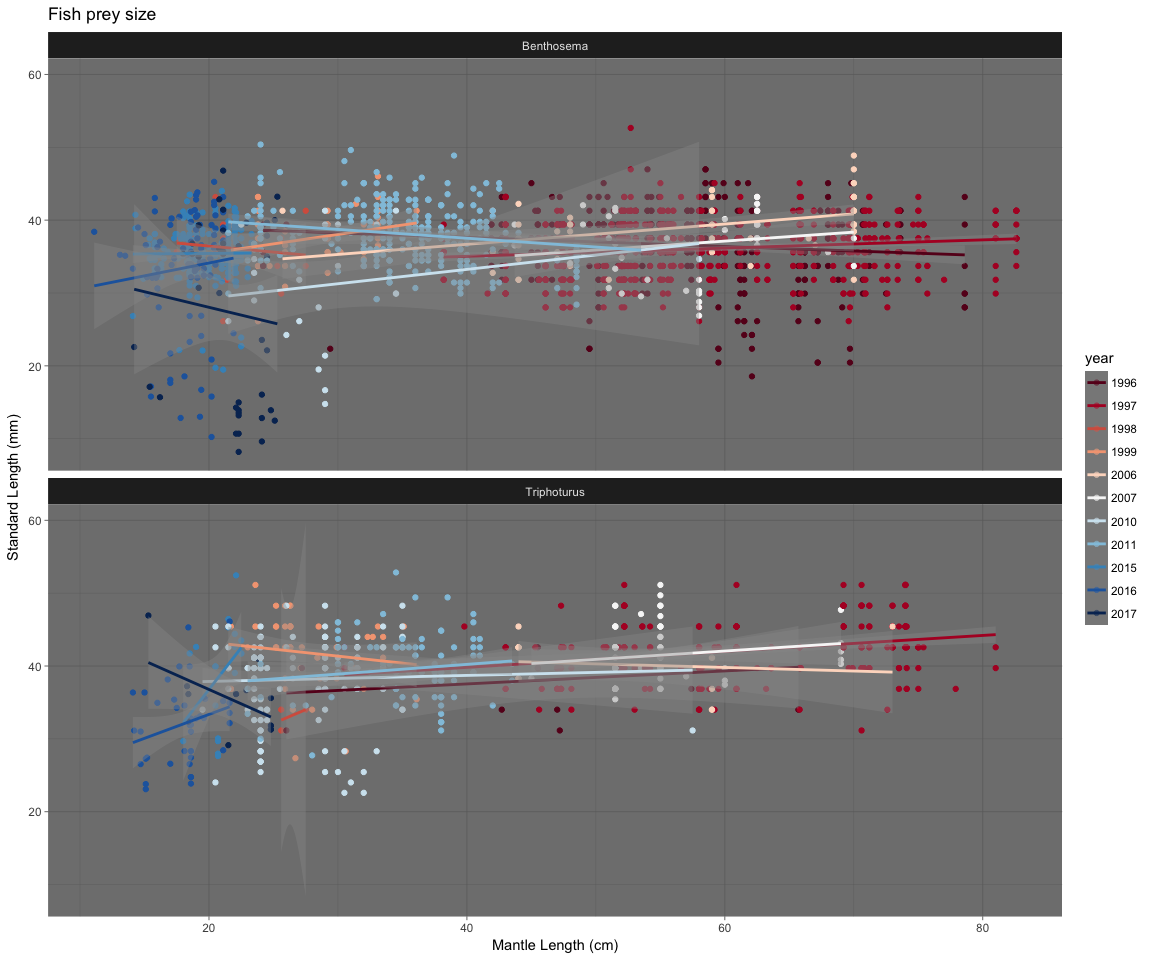 Fish prey size
Benthosema
60
40
20
Triphoturus
60
40
20
20 40 60 80
Mantle Length (cm)
Standard Length (mm)
year
1996
1997
1998
1999
2006
2007
2010
2011
2015
2016
2017